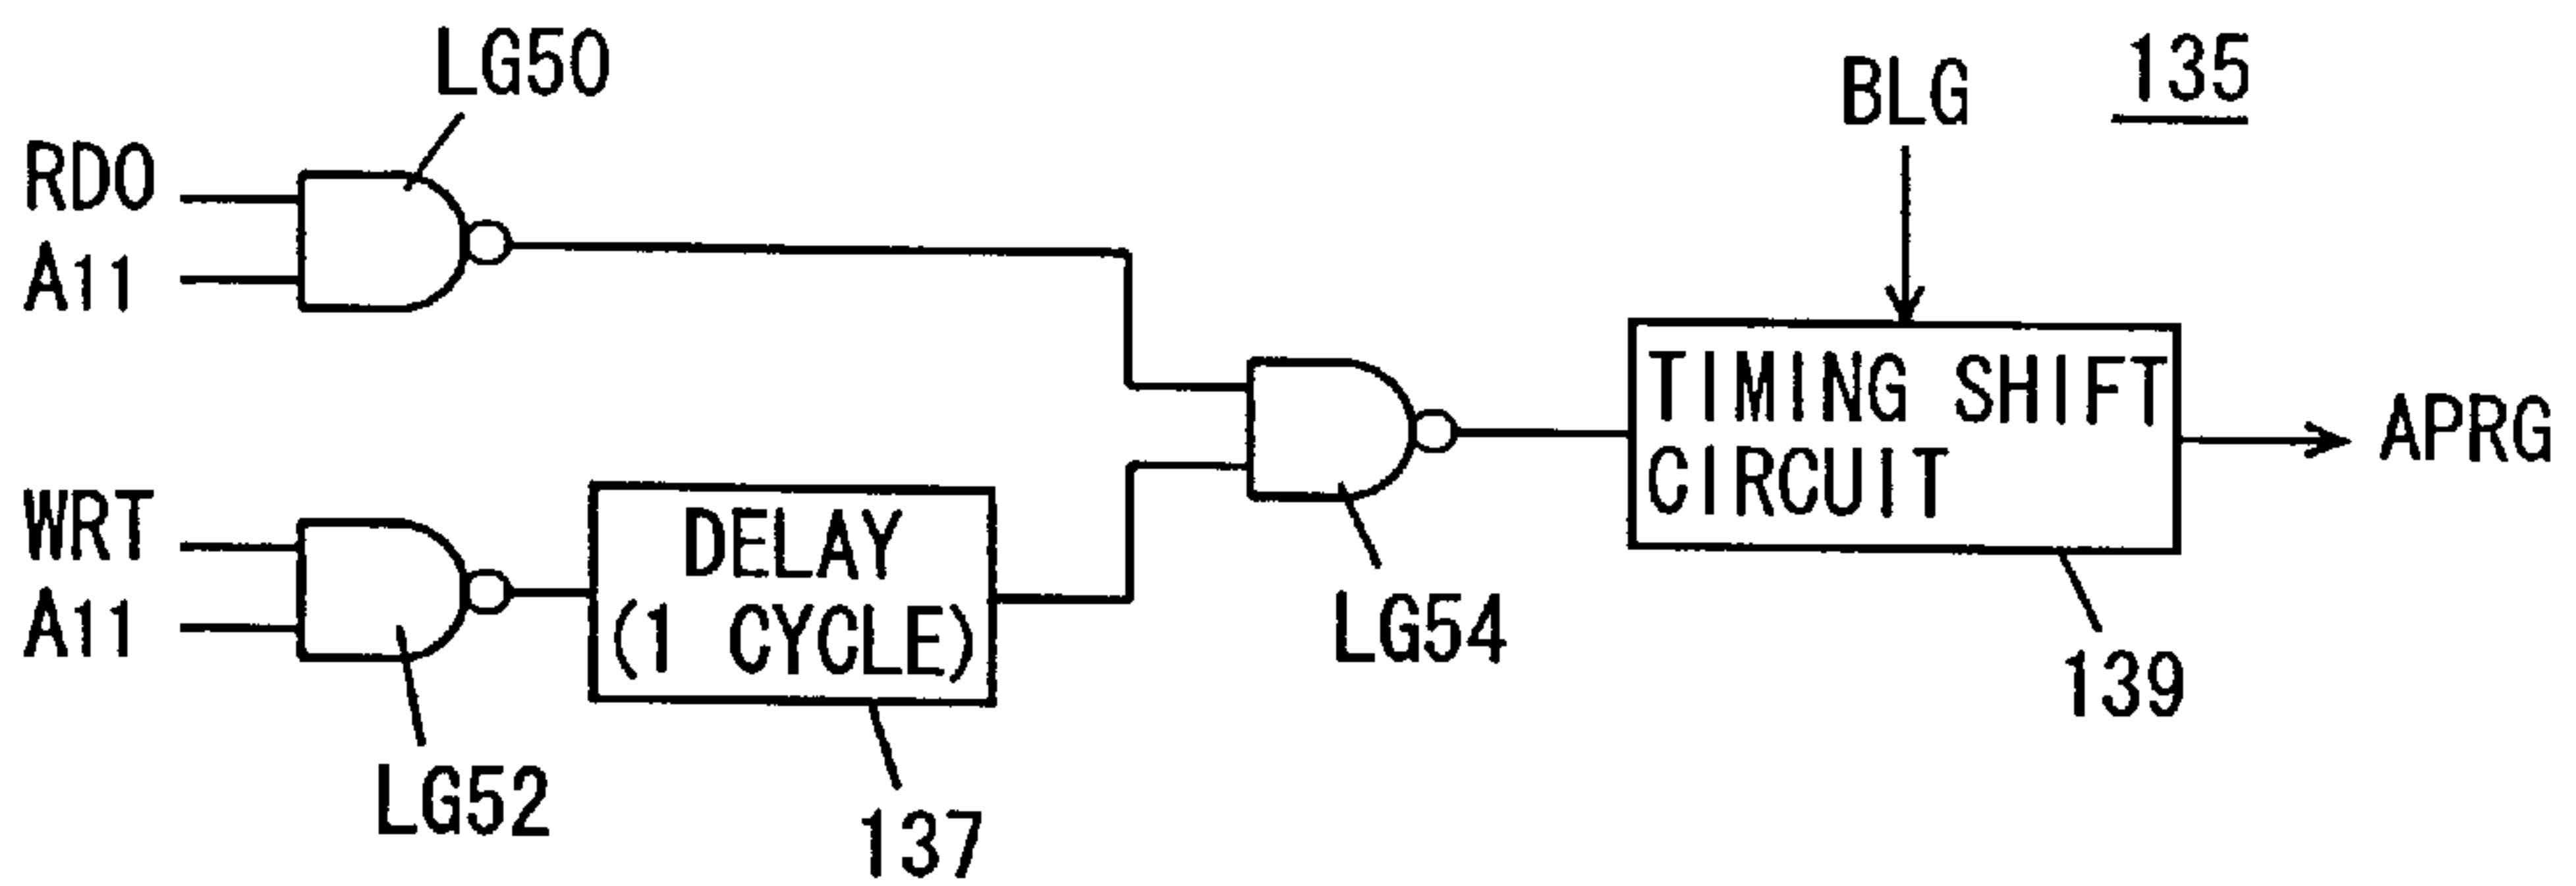 LG50
BLG
135
RDO
A11
TIMING SHIFT
CIRCUIT
APRG
WRT
A11
DELAY
(1 CYCLE)
LG54
139
LG52
137